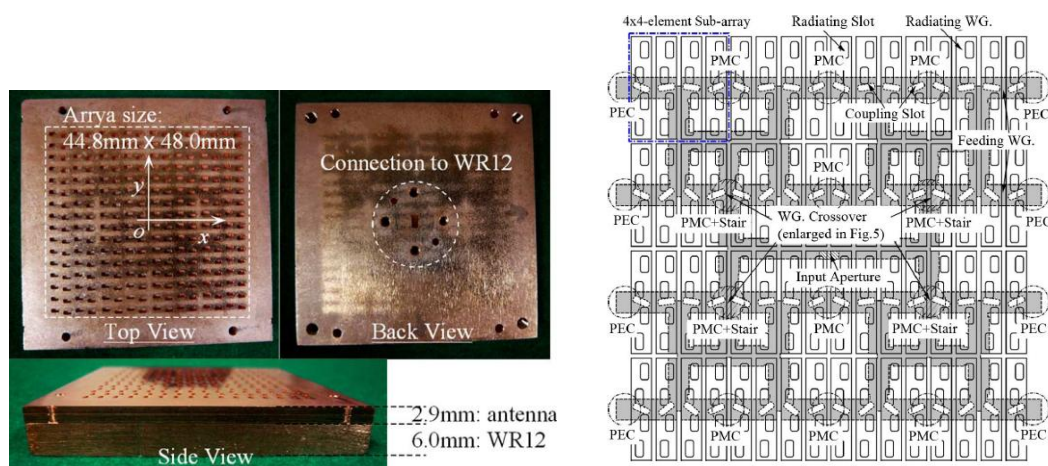 Arrya size:
44.8mm x 48.0mm
y
o
x
Top View
Connection to WR12
Back View
2.9mm: antenna
6.0mm: WR12
Side View
4x4-element Sub-array
Radiating Slot
Radiating WG.
PMC
PMC
PMC
PEC
Coupling Slot
PEC
Feeding WG.
PMC
PEC
PMC+Stair
WG. Crossover
(enlarged in Fig.5)
PMC+Stair
PEC
Input Aperture
PEC
PMC+Stair
PMC
PMC+Stair
PEC
PEC
PMC
PMC
PMC
PEC